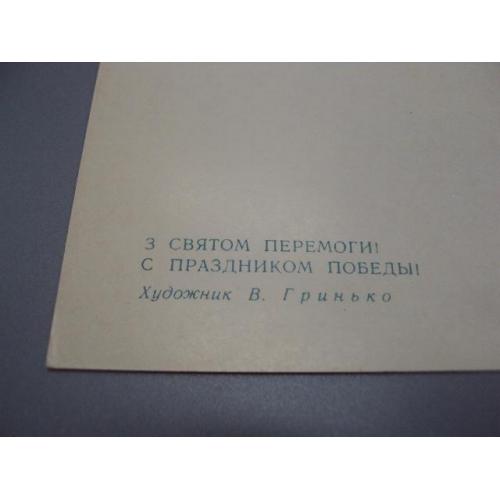 З СВЯТОМ ПЕРЕМОГИ!
С ПРАЗДНИКОМ ПОБЕДЫ!
Художник В. Гринько